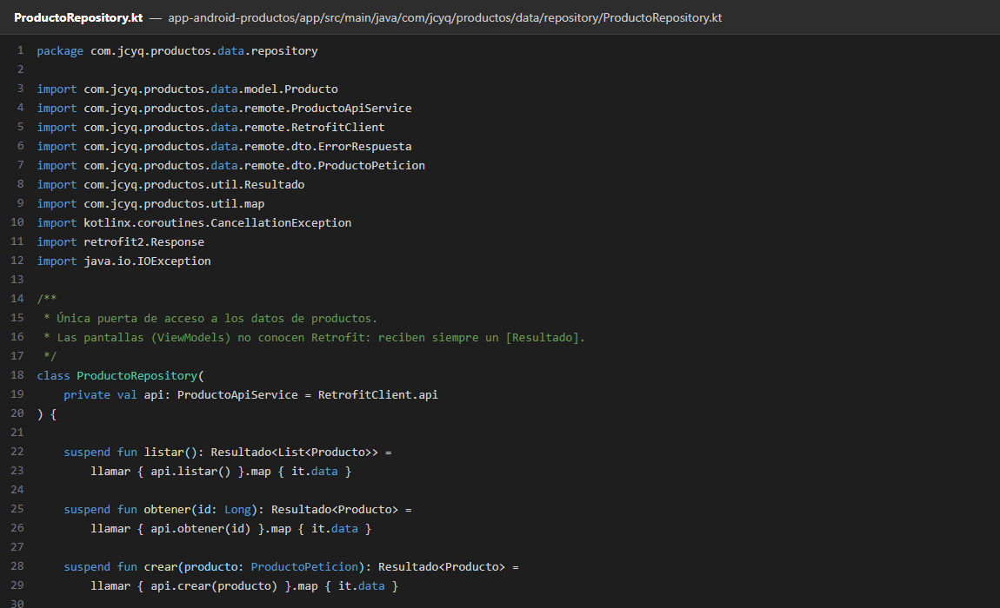 ProductoRepository.kt — app-android-productos/app/src/main/java/com/jcyq/productos/data/repository/ProductoRepository.kt
1 package com.jcyq.productos.data.repository
2
3 import com.jcyq.productos.data.model.Producto
4 import com.jcyq.productos.data.remote.ProductoApiService
5 import com.jcyq.productos.data.remote.RetrofitClient
6 import com.jcyq.productos.data.remote.dto.ErrorRespuesta
7 import com.jcyq.productos.data.remote.dto.ProductoPeticion
8 import com.jcyq.productos.util.Resultado
9 import com.jcyq.productos.util.map
10 import kotlinx.coroutines.CancellationException
11 import retrofit2.Response
12 import java.io.IOException
13
14 /**
15  * Única puerta de acceso a los datos de productos.
16  * Las pantallas (ViewModels) no conocen Retrofit: reciben siempre un [Resultado].
17  */
18 class ProductoRepository(
19     private val api: ProductoApiService = RetrofitClient.api
20 ) {
21
22     suspend fun listar(): Resultado<List<Producto>> =
23         llamar { api.listar() }.map { it.data }
24
25     suspend fun obtener(id: Long): Resultado<Producto> =
26         llamar { api.obtener(id) }.map { it.data }
27
28     suspend fun crear(producto: ProductoPeticion): Resultado<Producto> =
29         llamar { api.crear(producto) }.map { it.data }
30